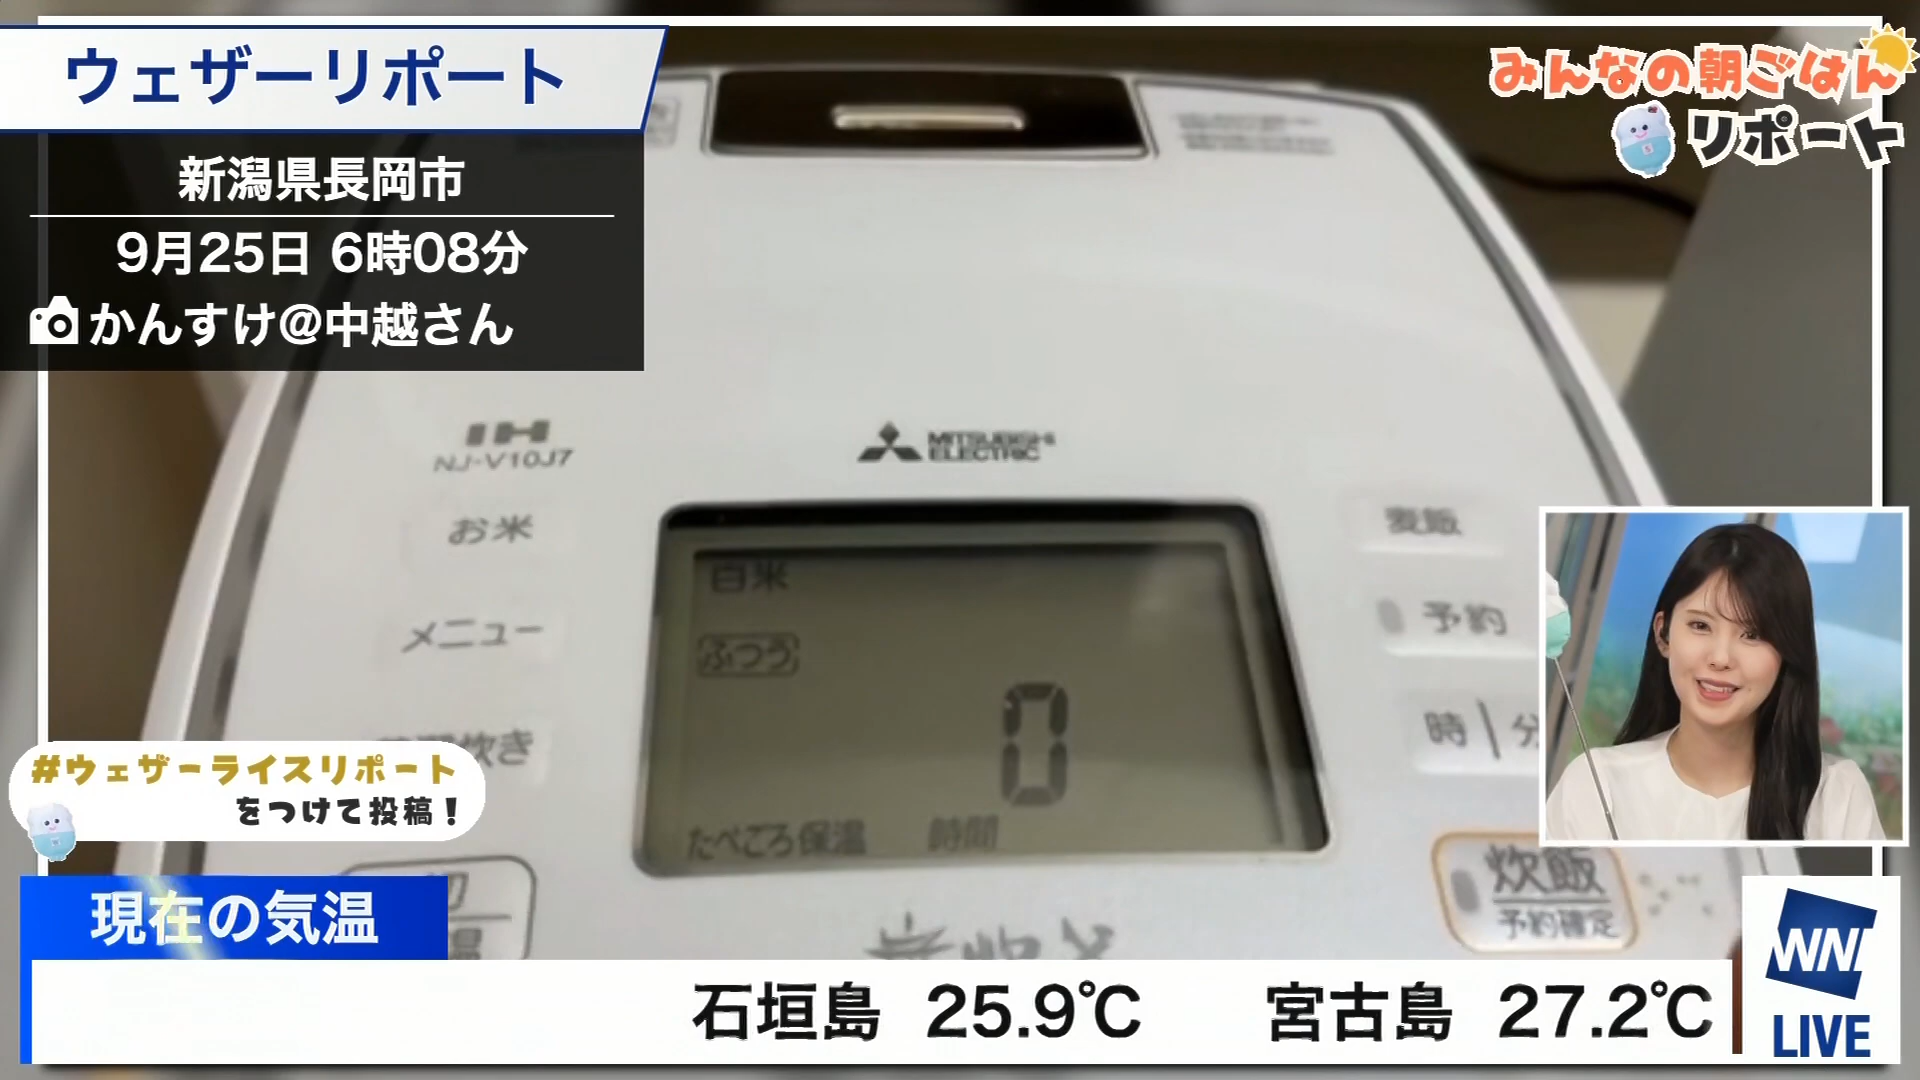 ウェザーリポート
新潟県長岡市
9月25日 6時08分
かんすけ@中越さん
みんなの朝ごはん
リポート
IH
NJ-V10J7
MITSUBISHI
ELECTRIC
お米
メニュー
炊き
白米
ふつう
0
たべごろ保温 時間
麦飯
予約
時|分
炊飯
予約確定
#ウェザーライスリポート
をつけて投稿!
現在の気温
石垣島 25.9℃ 宮古島 27.2℃
WNI
LIVE